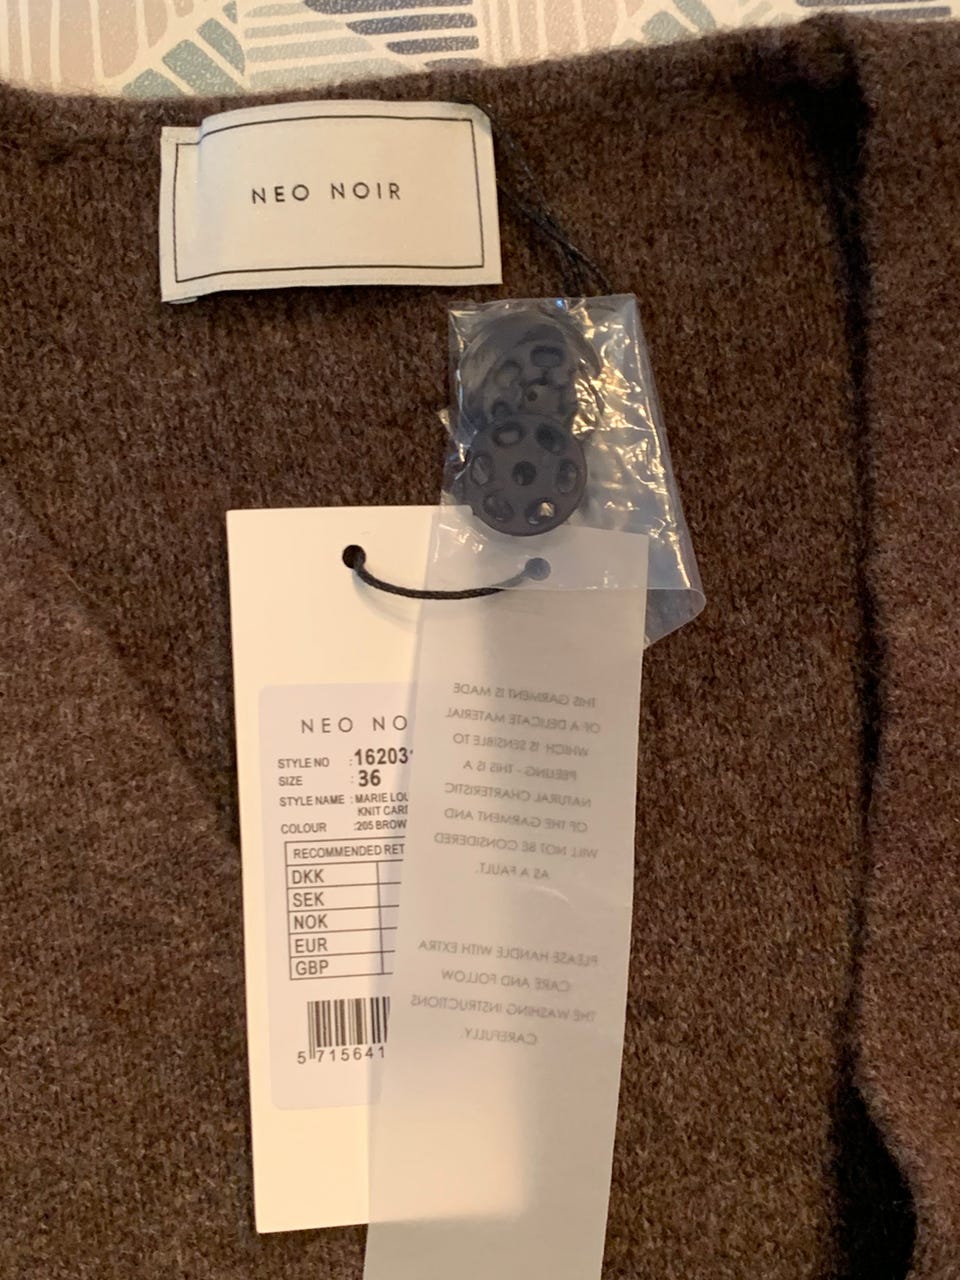 NEO NOIR
NEO NO
STYLE NO : 16203
SIZE : 36
STYLE NAME : MARIE LOU
KNIT CARI
COLOUR :205 BROW
RECOMMENDED RET
DKK
SEK
NOK
EUR
GBP
5 715641
THIS GARMENT IS MADE
OF A DELICATE MATERIAL
WHICH IS SENSIBLE TO
PEELING - THIS IS A
NATURAL CHARTERISTIC
OF THE GARMENT AND
WILL NOT BE CONSIDERED
AS A FAULT.
PLEASE HANDLE WITH EXTRA
CARE AND FOLLOW
THE WASHING INSTRUCTIONS
CAREFULLY.